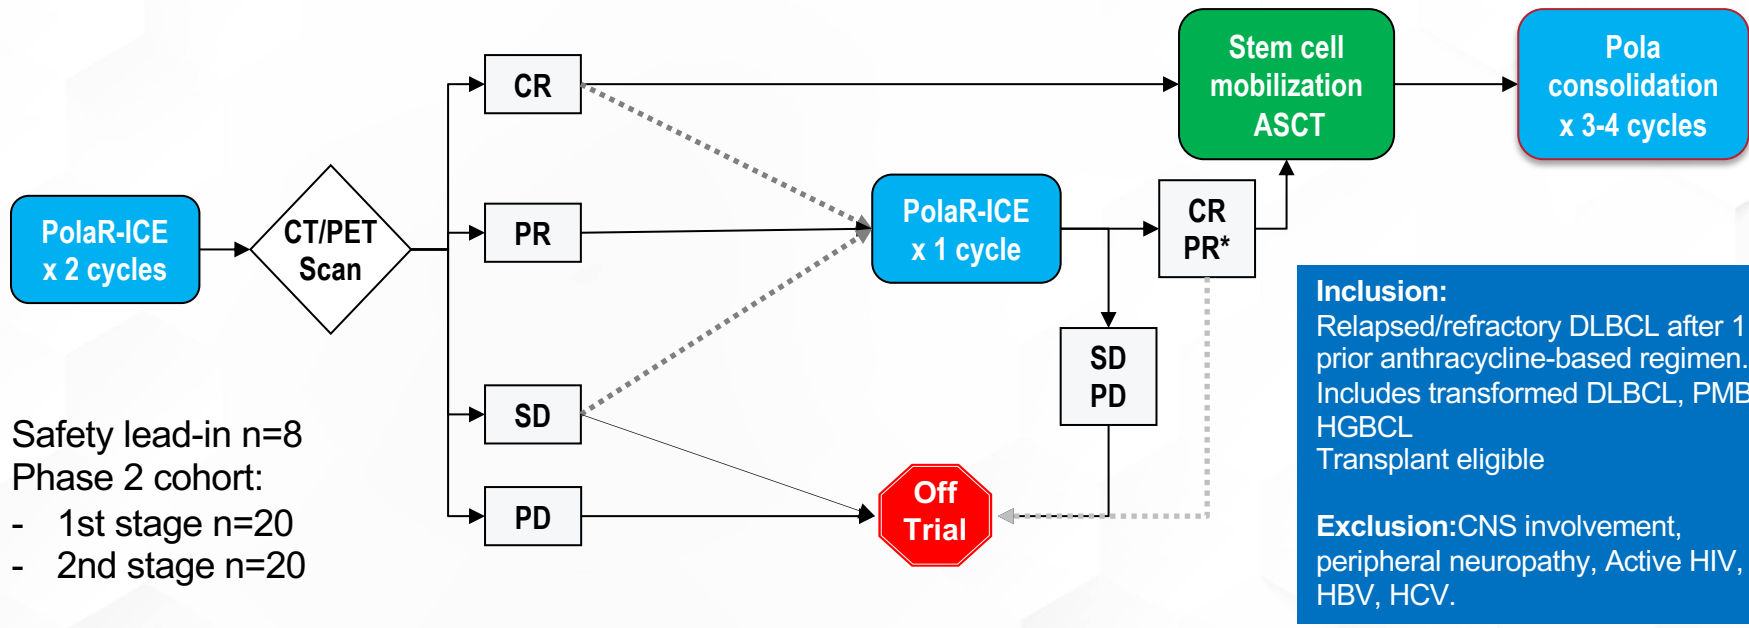 PolaR-ICE
x 2 cycles
CT/PET
Scan
CR
PR
SD
PD
PolaR-ICE
x 1 cycle
CR
PR*
SD
PD
Off
Trial
Stem cell
mobilization
ASCT
Pola
consolidation
x 3-4 cycles
Safety lead-in n=8
Phase 2 cohort:
- 1st stage n=20
- 2nd stage n=20
Inclusion:
Relapsed/refractory DLBCL after 1
prior anthracycline-based regimen.
Includes transformed DLBCL, PMB
HGBCL
Transplant eligible
Exclusion:CNS involvement,
peripheral neuropathy, Active HIV,
HBV, HCV.